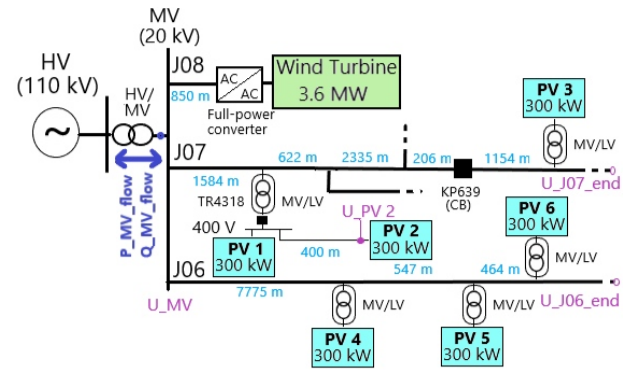 MV
(20 kV)
HV
(110 kV)
HV/
MV
J08
850 m
AC
AC
Full-power
converter
Wind Turbine
3.6 MW
PV 3
300 kW
MV/LV
J07
622 m
2335 m
206 m
1154 m
1584 m
TR4318
MV/LV
KP639
(CB)
U_J07_end
P_MV_flow
Q_MV_flow
400 V
U_PV 2
PV 1
300 kW
400 m
PV 2
300 kW
PV 6
300 kW
MV/LV
J06
547 m
464 m
U_MV
7775 m
U_J06_end
MV/LV
MV/LV
PV 4
300 kW
PV 5
300 kW